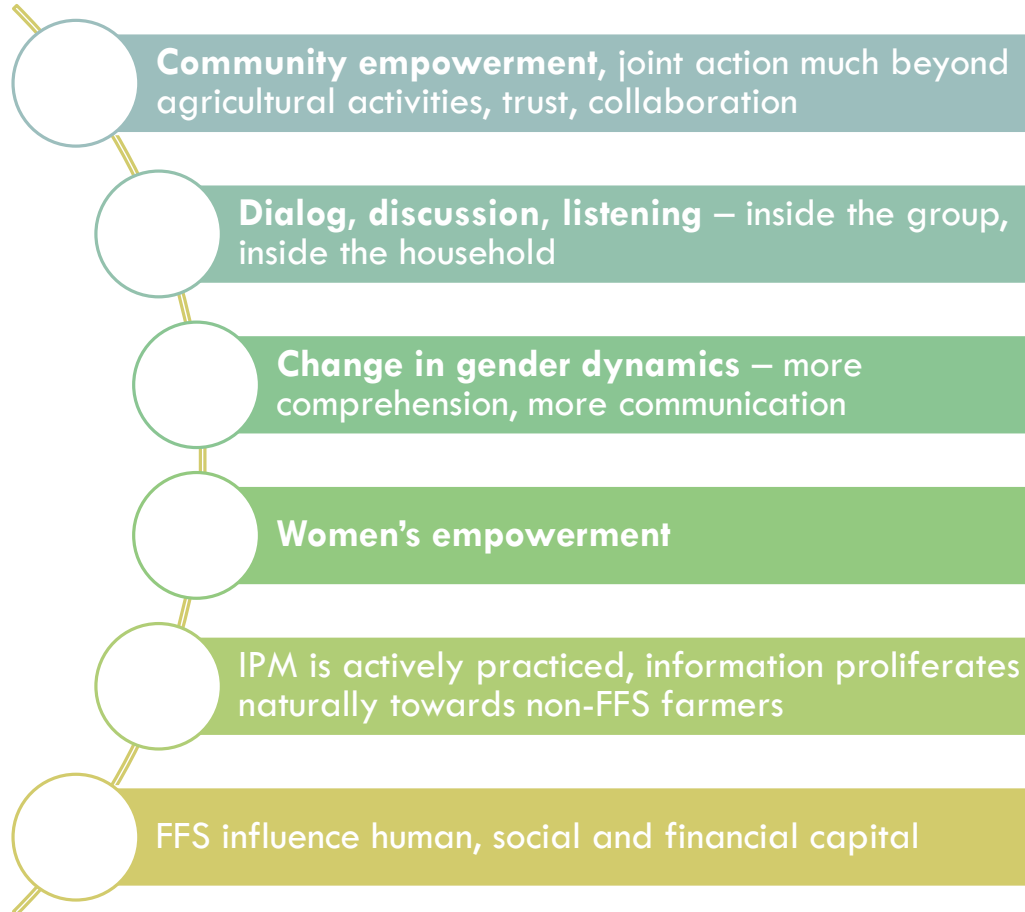 Community empowerment, joint action much beyond
agricultural activities, trust, collaboration
Dialog, discussion, listening – inside the group,
inside the household
Change in gender dynamics – more
comprehension, more communication
Women’s empowerment
IPM is actively practiced, information proliferates
naturally towards non-FFS farmers
FFS influence human, social and financial capital